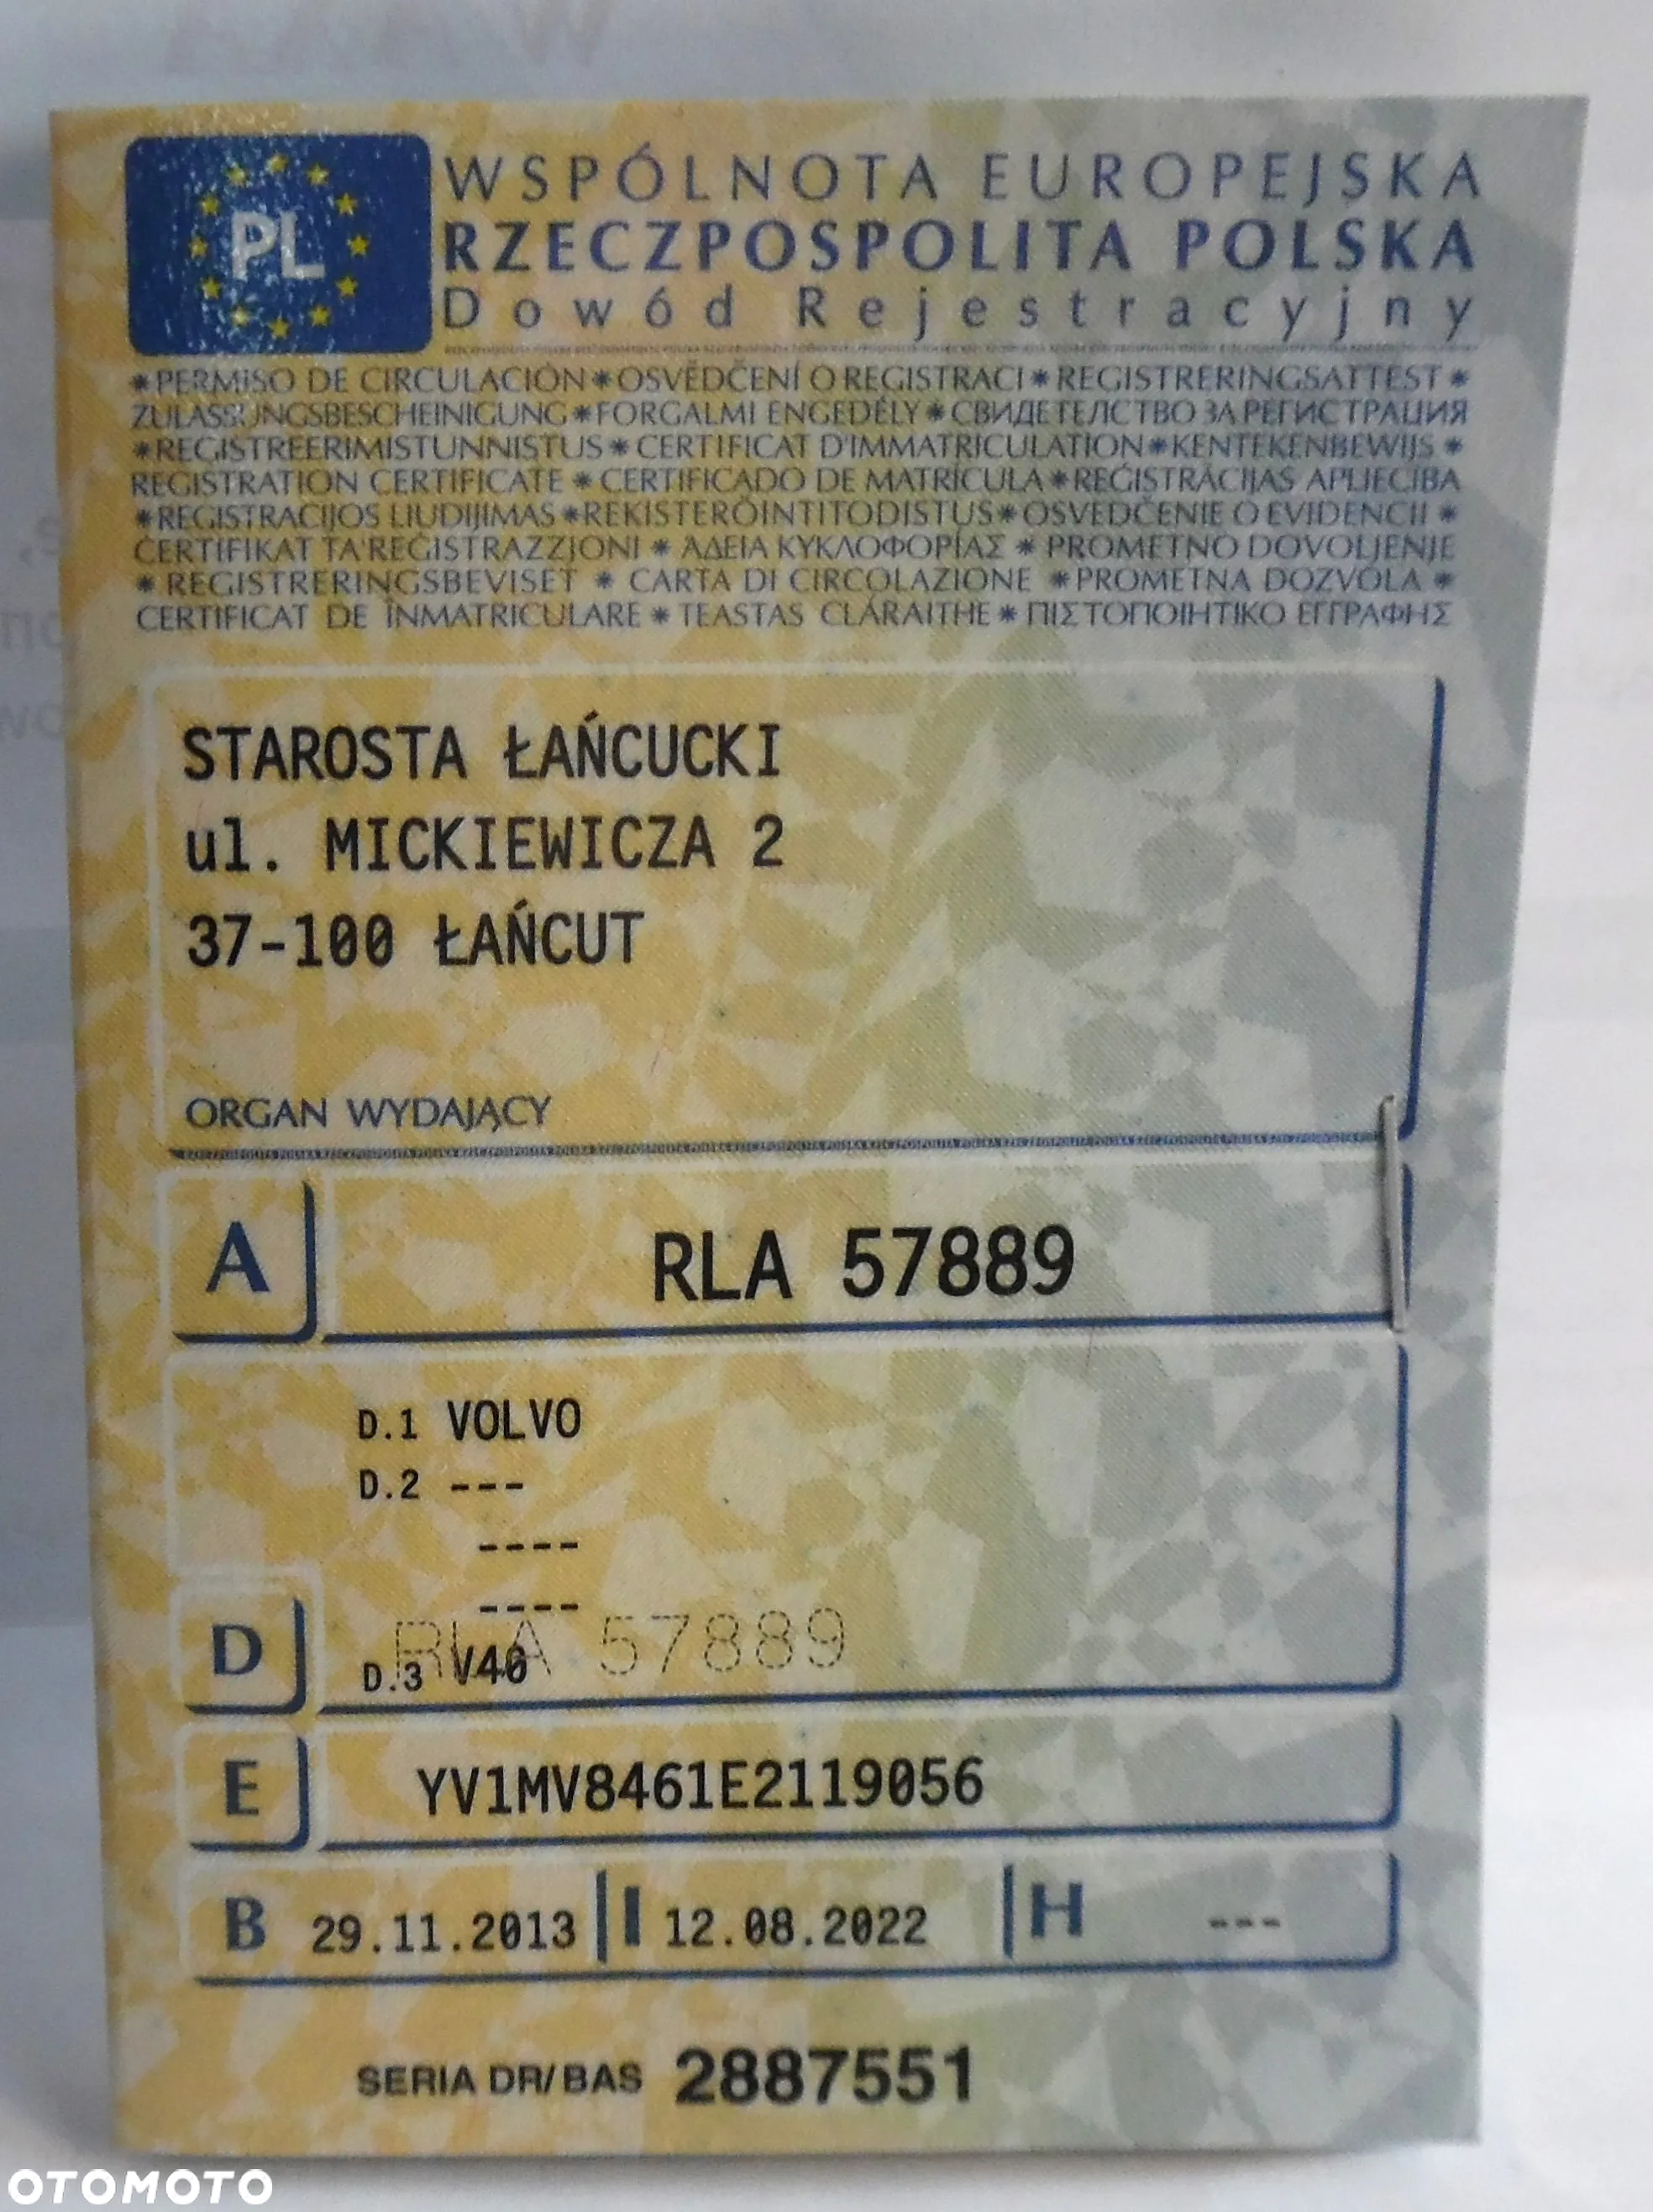 PL
WSPÓLNOTA EUROPEJSKA
RZECZPOSPOLITA POLSKA
Dowód Rejestracyjny
*PERMISO DE CIRCULACIÓN*OSVĚDČENÍ O REGISTRACI*REGISTRERINGSATTEST*
ZULASSUNGSBESCHEINIGUNG*FORGALMI ENGEDÉLY*СВИДЕТЕЛСТВО ЗА РЕГИСТРАЦИЯ
*REGISTREERIMISTUNNISTUS*CERTIFICAT D'IMMATRICULATION*KENTEKENBEWIJS*
REGISTRATION CERTIFICATE*CERTIFICADO DE MATRÍCULA*REĢISTRĀCIJAS APLIECĪBA
*REGISTRACIJOS LIUDIJIMAS*REKISTERÖINTITODISTUS*OSVEDČENIE O EVIDENCII*
ĊERTIFIKAT TA'REĠISTRAZZJONI*ΑΔΕΙΑ ΚΥΚΛΟΦΟΡΙΑΣ*PROMETNO DOVOLJENJE
*REGISTRERINGSBEVISET*CARTA DI CIRCOLAZIONE*PROMETNA DOZVOLA*
CERTIFICAT DE ÎNMATRICULARE*TEASTAS CLÁRAITHE*ΠΙΣΤΟΠΟΙΗΤΙΚΟ ΕΓΓΡΑΦΗΣ
STAROSTA ŁAŃCUCKI
ul. MICKIEWICZA 2
37-100 ŁAŃCUT
ORGAN WYDAJĄCY
A RLA 57889
D.1 VOLVO
D.2 ---
----
----
RLA 57889
D D.3 V40
E YV1MV8461E2119056
B 29.11.2013 I 12.08.2022 H ---
SERIA DR/BAS 2887551
OTOMOTO